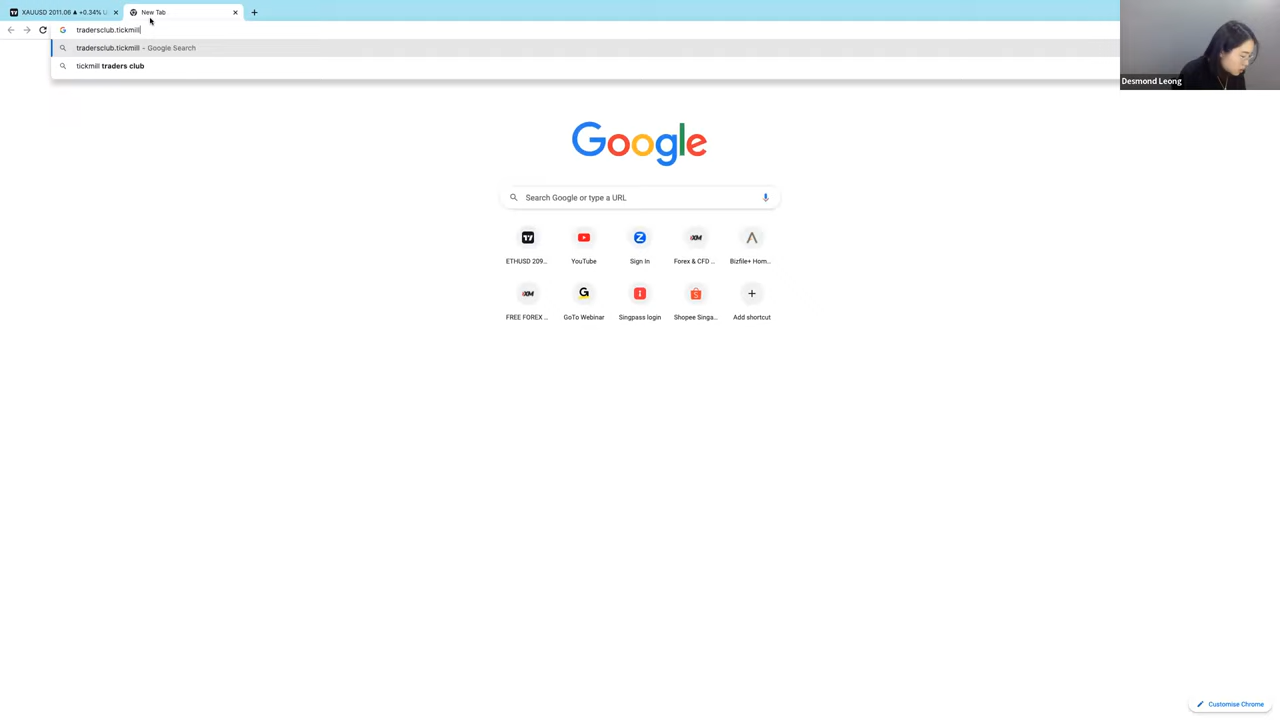 XAUUSD 2011.06 ▲ +0.34% U
New Tab
tradersclub.tickmill
tradersclub.tickmill - Google Search
tickmill traders club
Desmond Leong
Google
Search Google or type a URL
ETHUSD 209...
YouTube
Sign In
Forex & CFD ...
Bizfile+ Hom...
FREE FOREX ...
GoTo Webinar
Singpass login
Shopee Singa...
Add shortcut
Customise Chrome